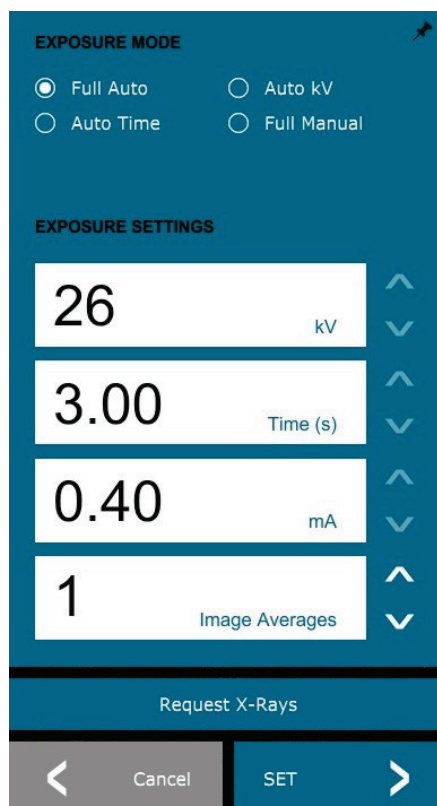 EXPOSURE MODE
Full Auto Auto kV
Auto Time Full Manual
EXPOSURE SETTINGS
26 kV
3.00 Time (s)
0.40 mA
1 Image Averages
Request X-Rays
Cancel SET